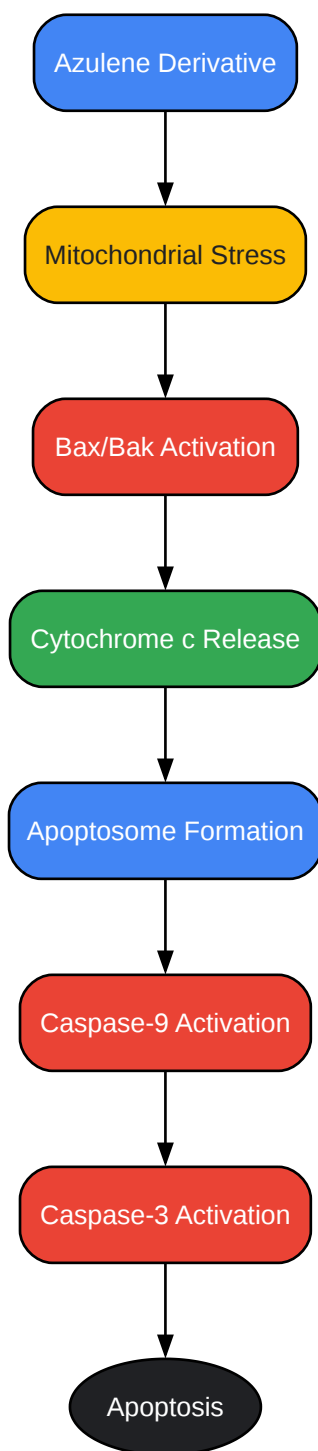 Azulene Derivative
Mitochondrial Stress
Bax/Bak Activation
Cytochrome c Release
Apoptosome Formation
Caspase-9 Activation
Caspase-3 Activation
Apoptosis